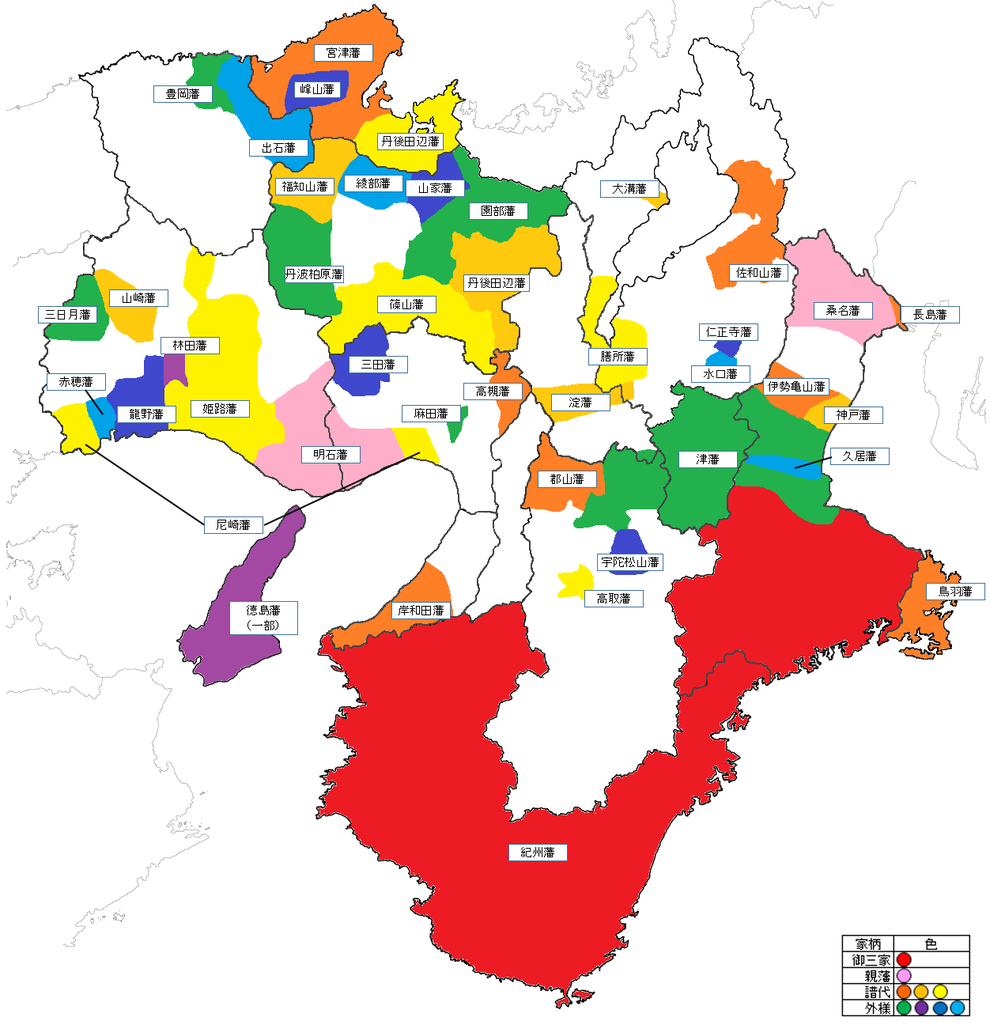 宮津藩
峰山藩
豊岡藩
出石藩
丹後田辺藩
福知山藩
綾部藩
山家藩
大溝藩
園部藩
丹波柏原藩
丹後田辺藩
佐和山藩
山崎藩
三日月藩
篠山藩
桑名藩
長島藩
林田藩
仁正寺藩
膳所藩
三田藩
水口藩
赤穂藩
高槻藩
伊勢亀山藩
龍野藩
姫路藩
麻田藩
淀藩
神戸藩
明石藩
津藩
久居藩
郡山藩
尼崎藩
宇陀松山藩
鳥羽藩
高取藩
徳島藩
(一部)
岸和田藩
紀州藩
家柄 色
御三家
親藩
譜代
外様